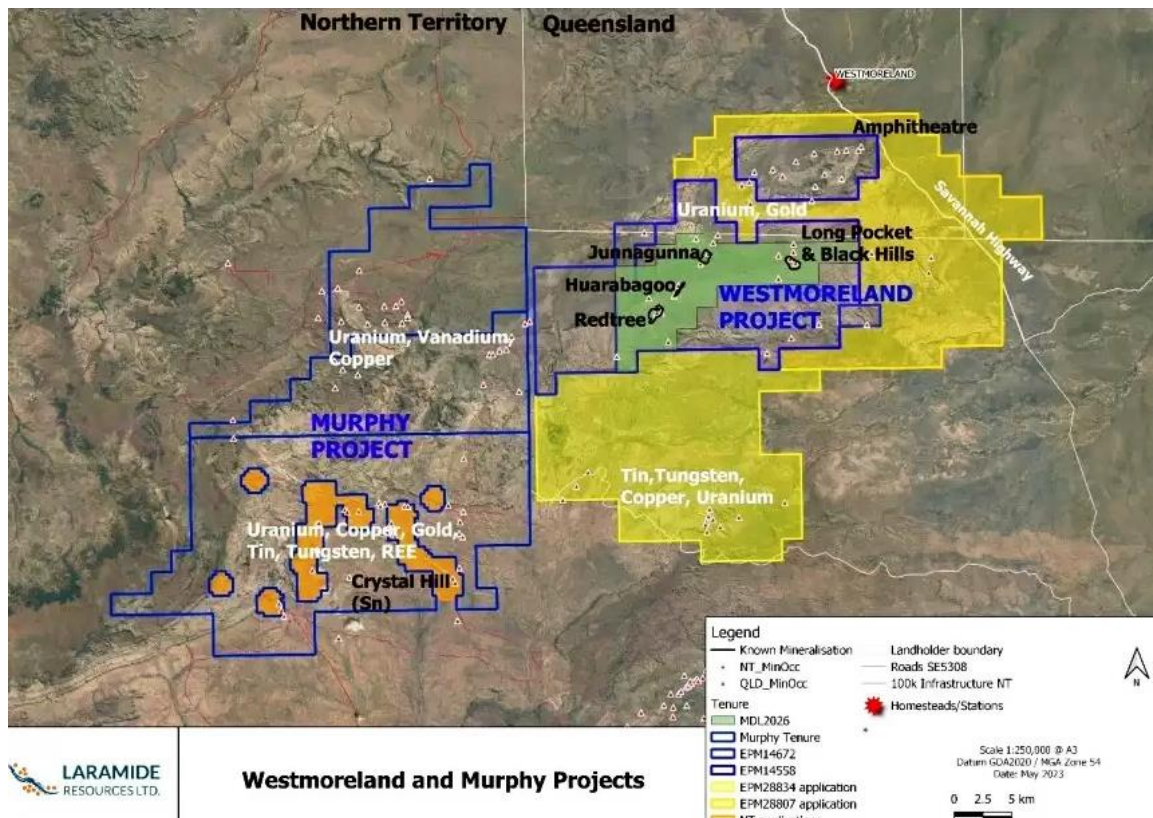 Northern Territory
Queensland
WESTMORELAND
Amphitheatre
Savannah Highway
Uranium, Gold
Long Pocket
& Black Hills
Junnagunna
Huarabagoo
Redtree
WESTMORELAND
PROJECT
Uranium, Vanadium,
Copper
MURPHY
PROJECT
Tin,Tungsten,
Copper, Uranium
Uranium, Copper, Gold,
Tin, Tungsten, REE
Crystal Hill
(Sn)
Legend
Known Mineralisation
NT_MinOcc
QLD_MinOcc
Tenure
MDL2026
Murphy Tenure
EPM14672
EPM14558
EPM28834 application
EPM28807 application
Landholder boundary
Roads SE5308
100k Infrastructure NT
Homesteads/Stations
N
Scale 1:250,000 @ A3
Datum GDA2020 / MGA Zone 54
Date: May 2023
0 2.5 5 km
LARAMIDE
RESOURCES LTD.
Westmoreland and Murphy Projects